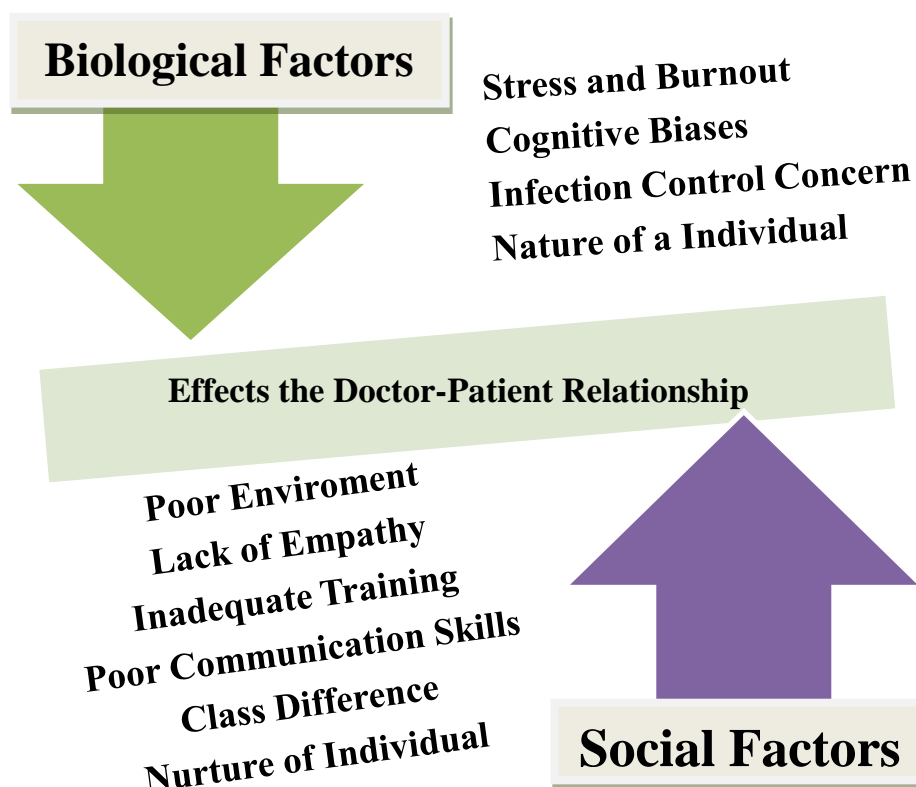 Biological Factors
Stress and Burnout
Cognitive Biases
Infection Control Concern
Nature of a Individual
Effects the Doctor-Patient Relationship
Poor Enviroment
Lack of Empathy
Inadequate Training
Poor Communication Skills
Class Difference
Nurture of Individual
Social Factors